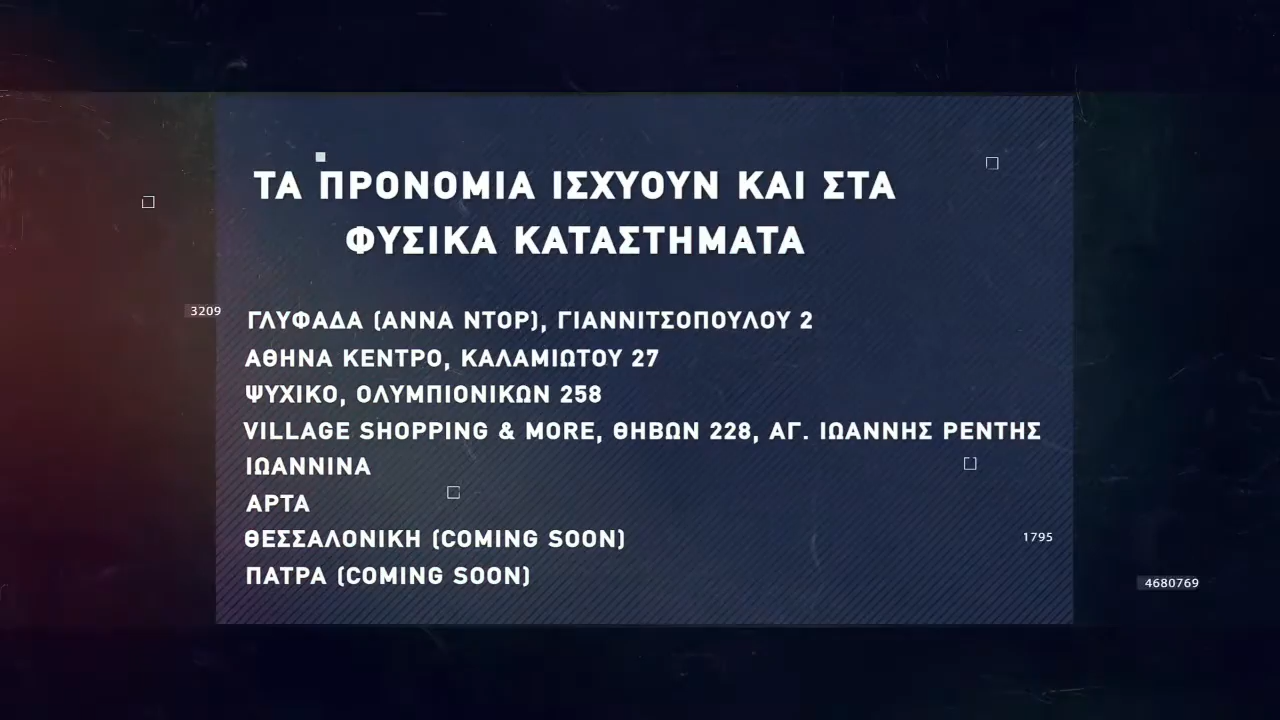 ΤΑ ΠΡΟΝΟΜΙΑ ΙΣΧΥΟΥΝ ΚΑΙ ΣΤΑ
ΦΥΣΙΚΑ ΚΑΤΑΣΤΗΜΑΤΑ
3209
ΓΛΥΦΑΔΑ (ΑΝΝΑ ΝΤΟΡ), ΓΙΑΝΝΙΤΣΟΠΟΥΛΟΥ 2
ΑΘΗΝΑ ΚΕΝΤΡΟ, ΚΑΛΑΜΙΩΤΟΥ 27
ΨΥΧΙΚΟ, ΟΛΥΜΠΙΟΝΙΚΩΝ 258
VILLAGE SHOPPING & MORE, ΘΗΒΩΝ 228, ΑΓ. ΙΩΑΝΝΗΣ ΡΕΝΤΗΣ
ΙΩΑΝΝΙΝΑ
ΑΡΤΑ
ΘΕΣΣΑΛΟΝΙΚΗ (COMING SOON)
1795
ΠΑΤΡΑ (COMING SOON)
4680769